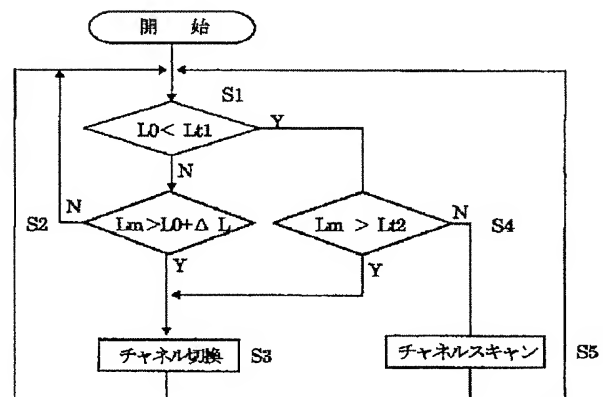 開 始
S1
L0< Lt1
Y
N
S2
N
Lm>L0+Δ L
Lm > Lt2
N
S4
Y
Y
チャネル切換
S3
チャネルスキャン
S5